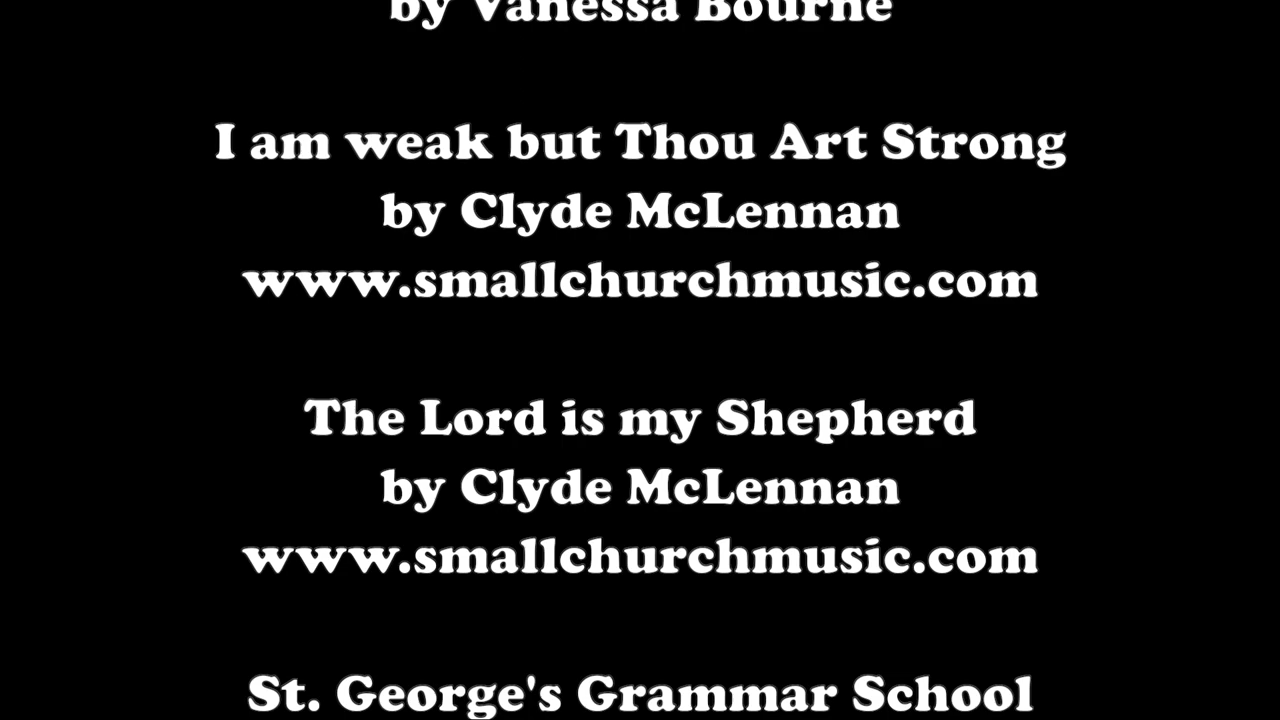 by Vanessa Bourne
I am weak but Thou Art Strong
by Clyde McLennan
www.smallchurchmusic.com
The Lord is my Shepherd
by Clyde McLennan
www.smallchurchmusic.com
St. George's Grammar School